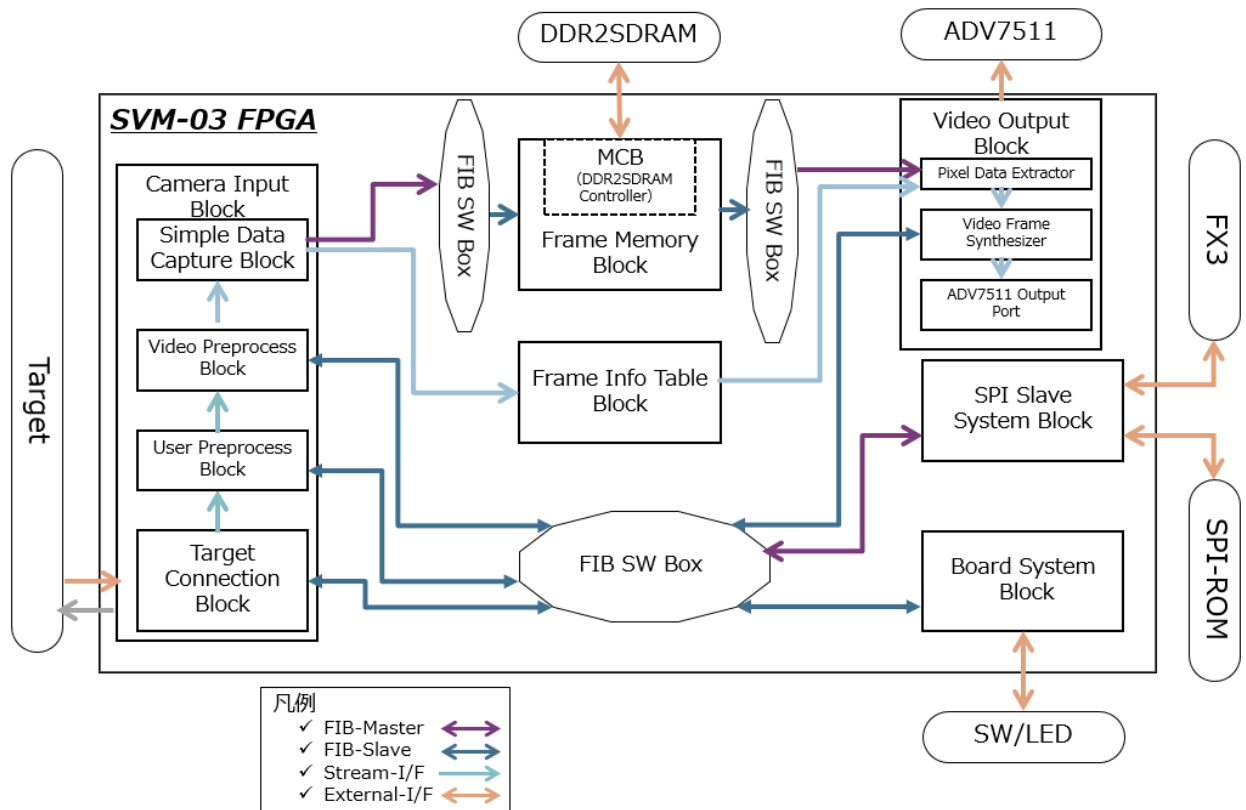 DDR2SDRAM
ADV7511
SVM-03 FPGA
Target
Camera Input
Block
Simple Data
Capture Block
Video Preprocess
Block
User Preprocess
Block
Target
Connection
Block
FIB SW Box
MCB
（DDR2SDRAM
Controller）
Frame Memory
Block
FIB SW Box
Frame Info Table
Block
FIB SW Box
Video Output
Block
Pixel Data Extractor
Video Frame
Synthesizer
ADV7511 Output
Port
SPI Slave
System Block
Board System
Block
FX3
SPI-ROM
SW/LED
凡例
✓ FIB-Master
✓ FIB-Slave
✓ Stream-I/F
✓ External-I/F